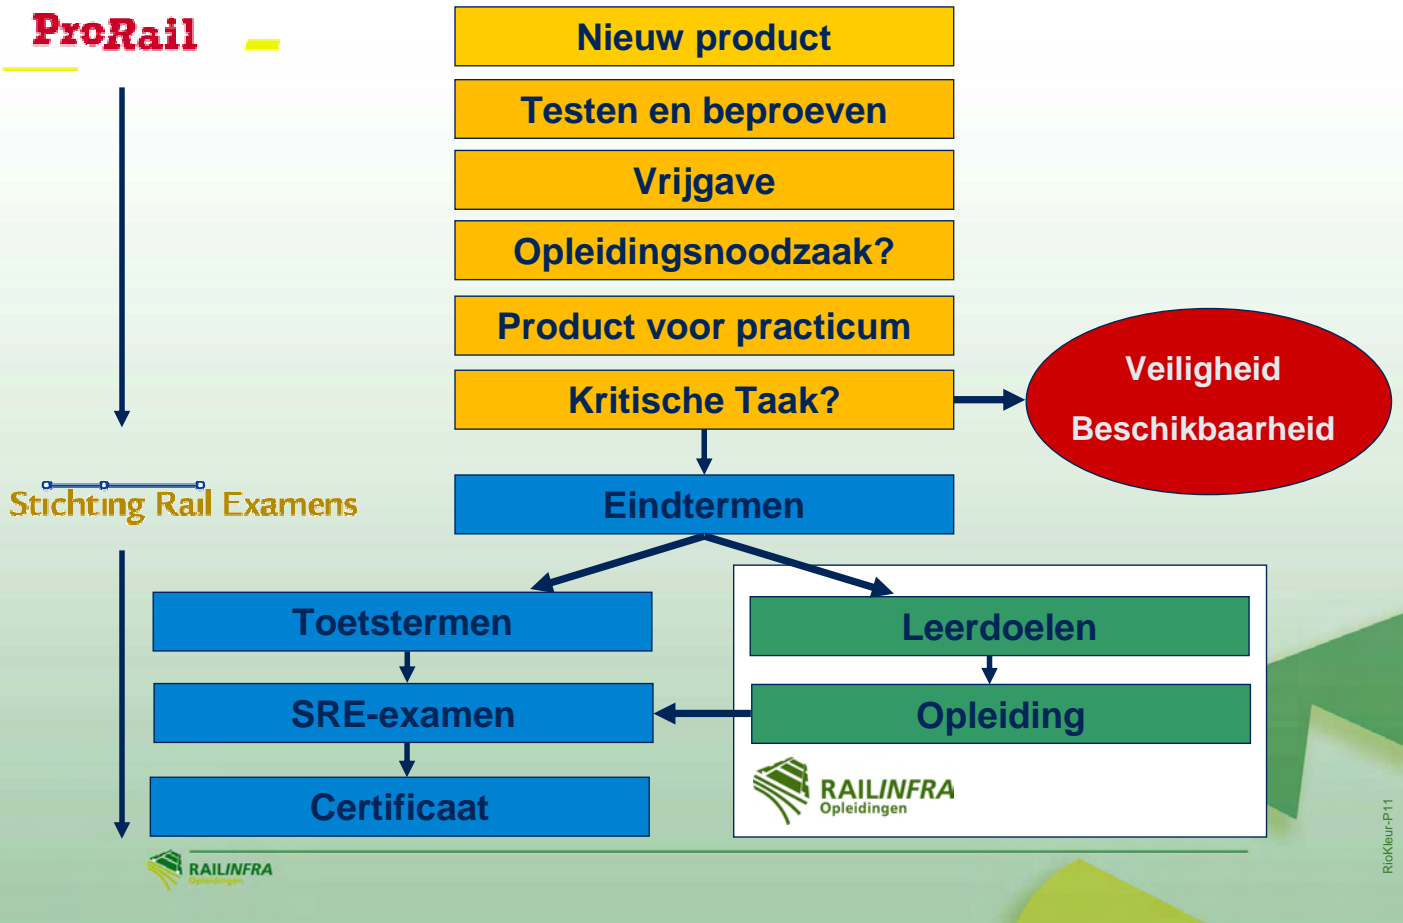 ProRail
Nieuw product
Testen en beproeven
Vrijgave
Opleidingsnoodzaak?
Product voor practicum
Kritische Taak?
Veiligheid
Beschikbaarheid
Stichting Rail Examens
Eindtermen
Toetstermen
Leerdoelen
SRE-examen
Opleiding
Certificaat
RAILINFRA
Opleidingen
RAILINFRA
Opleidingen
RioKleur-P11